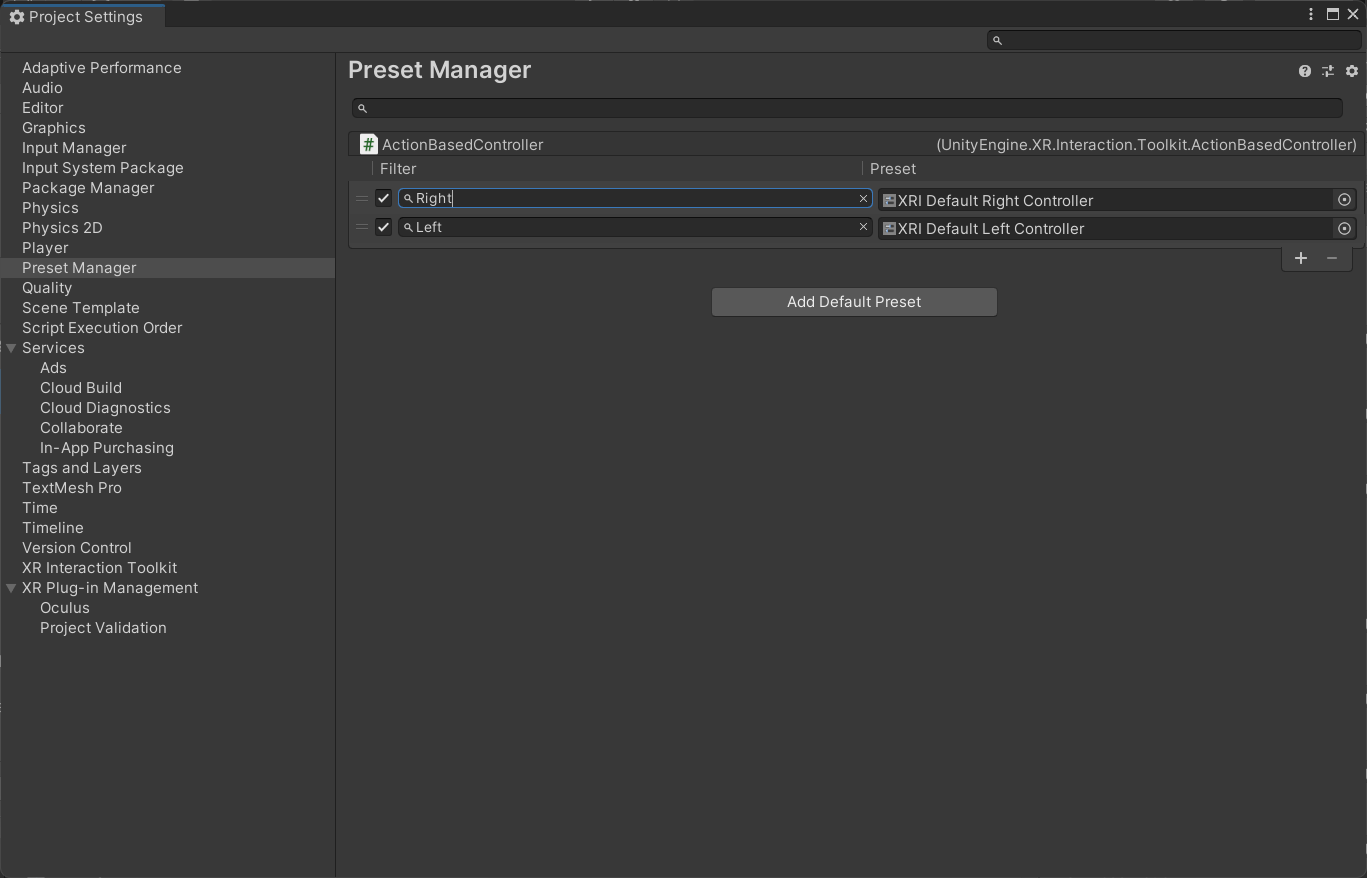 Project Settings
Adaptive Performance
Audio
Editor
Graphics
Input Manager
Input System Package
Package Manager
Physics
Physics 2D
Player
Preset Manager
Quality
Scene Template
Script Execution Order
Services
Ads
Cloud Build
Cloud Diagnostics
Collaborate
In-App Purchasing
Tags and Layers
TextMesh Pro
Time
Timeline
Version Control
XR Interaction Toolkit
XR Plug-in Management
Oculus
Project Validation
Preset Manager
# ActionBasedController (UnityEngine.XR.Interaction.Toolkit.ActionBasedController)
Filter Preset
Right XRI Default Right Controller
Left XRI Default Left Controller
+ −
Add Default Preset